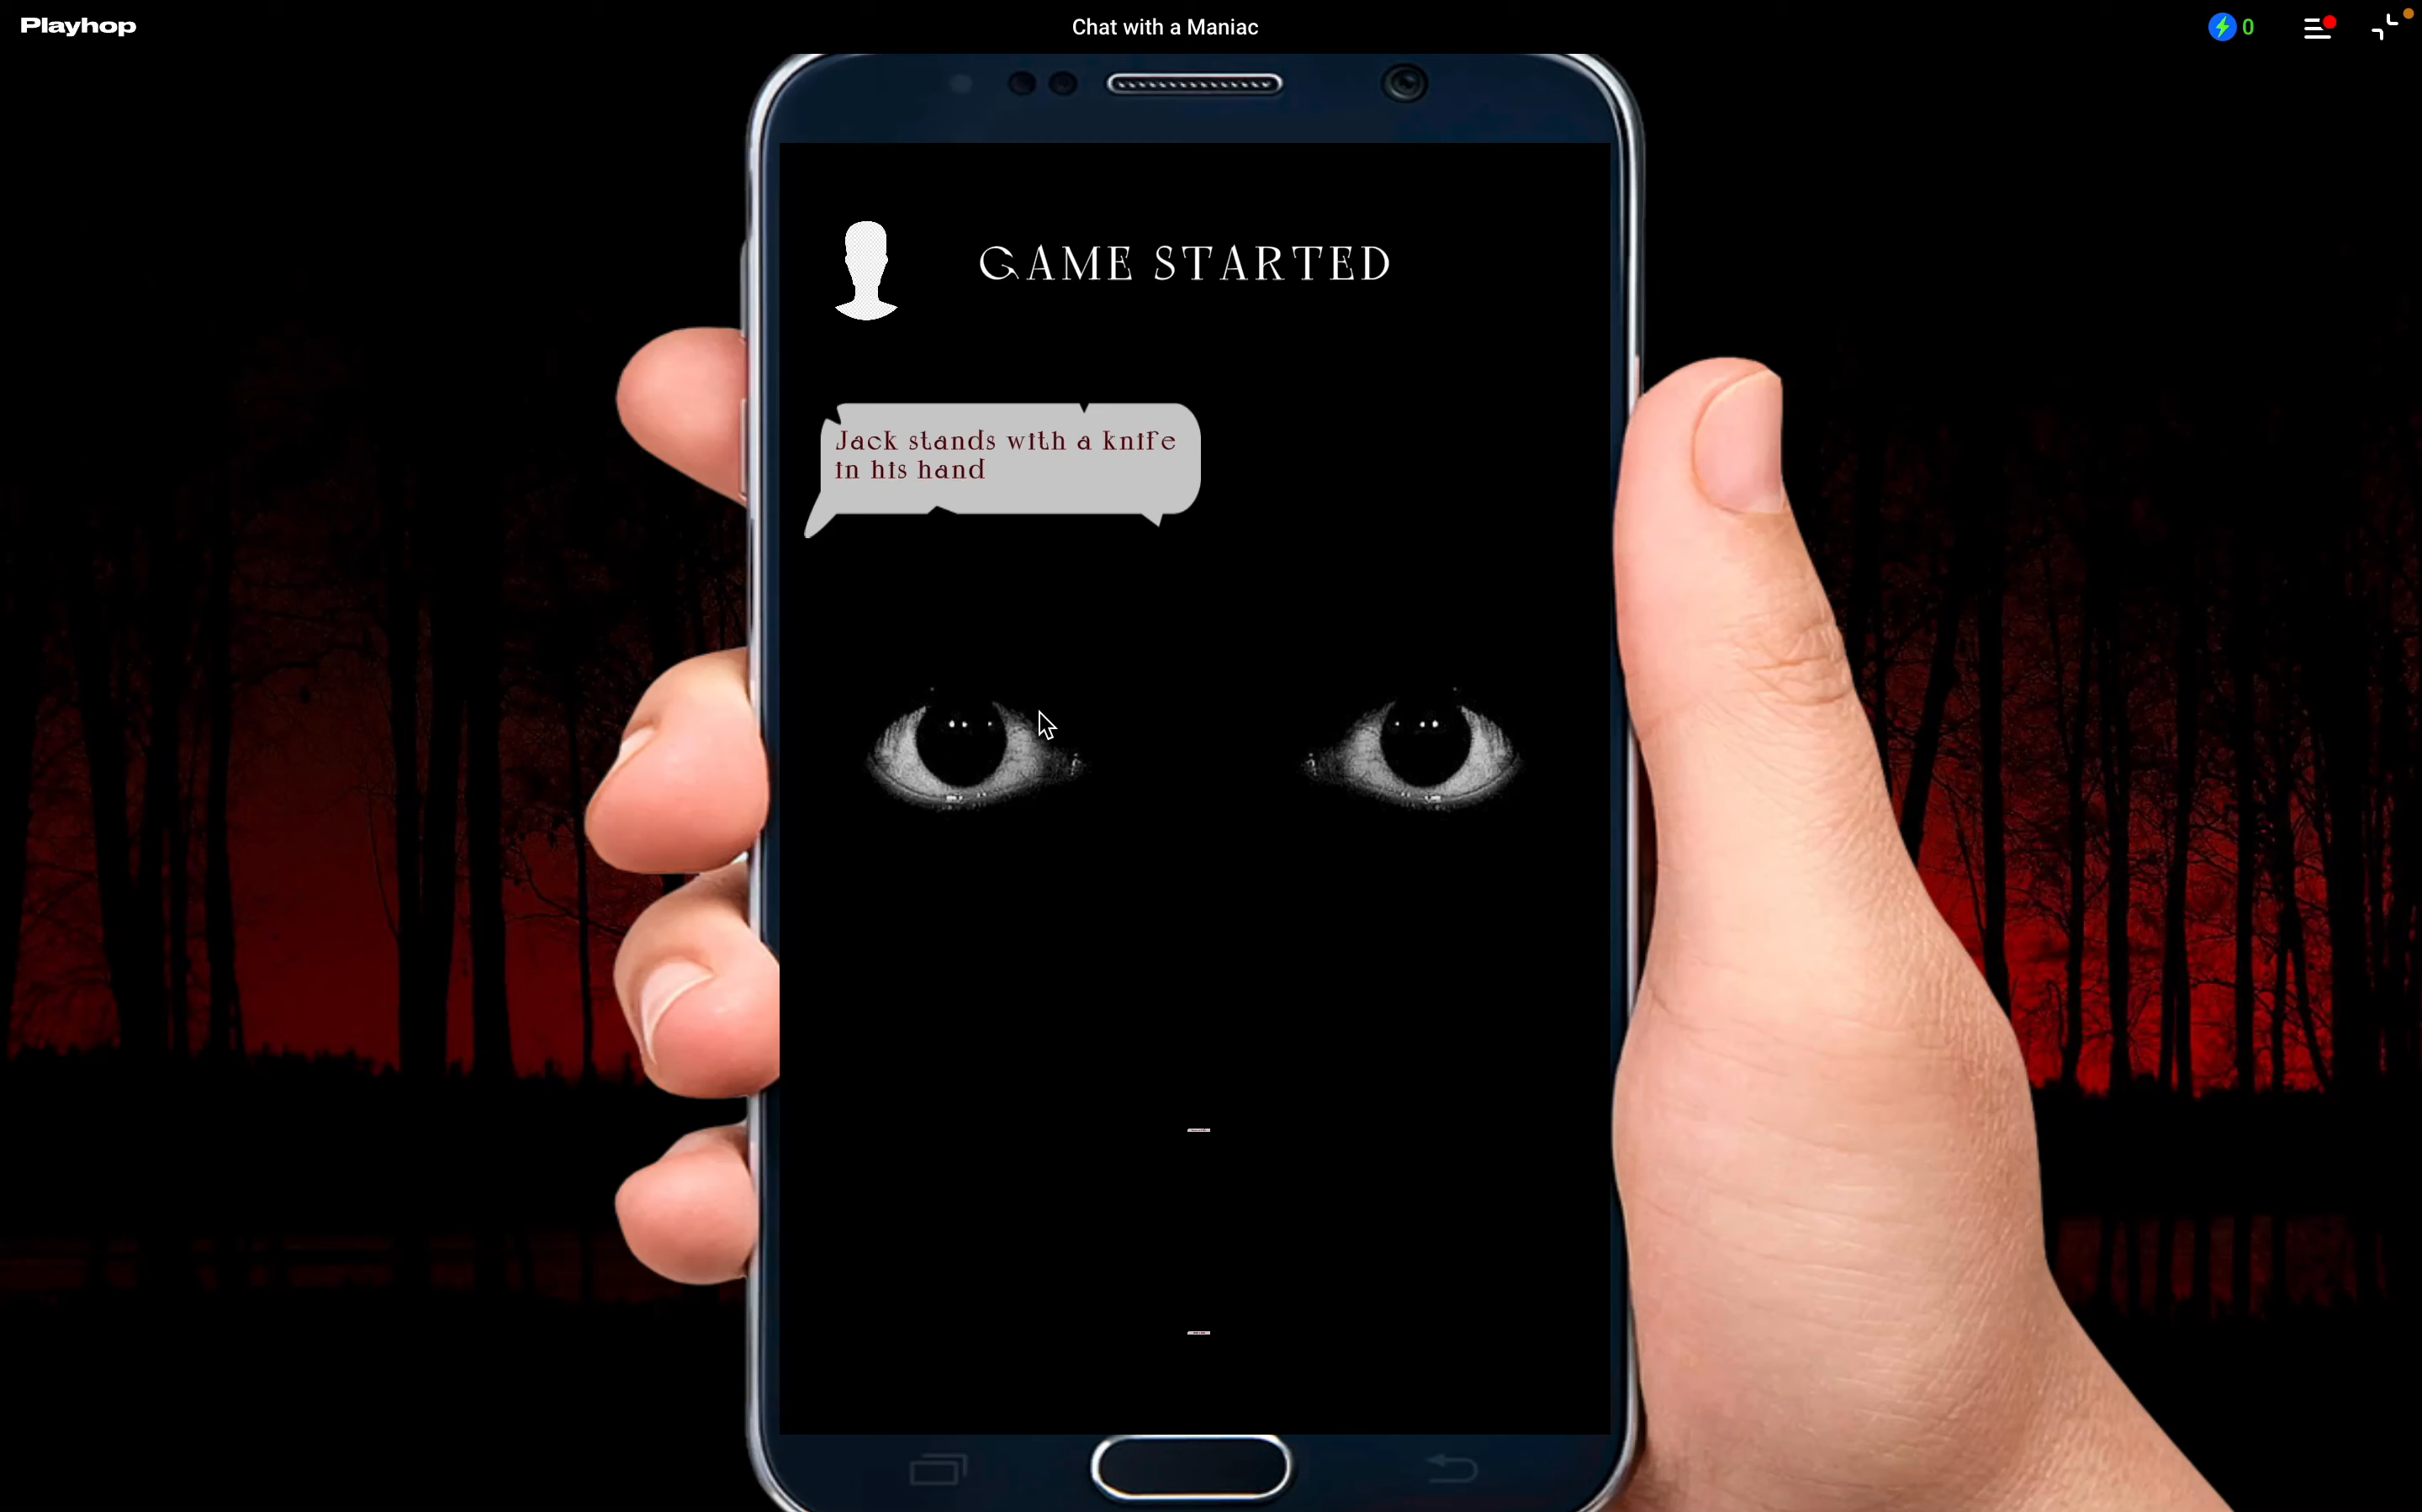 Playhop
Chat with a Maniac
0
GAME STARTED
Jack stands with a knife
in his hand